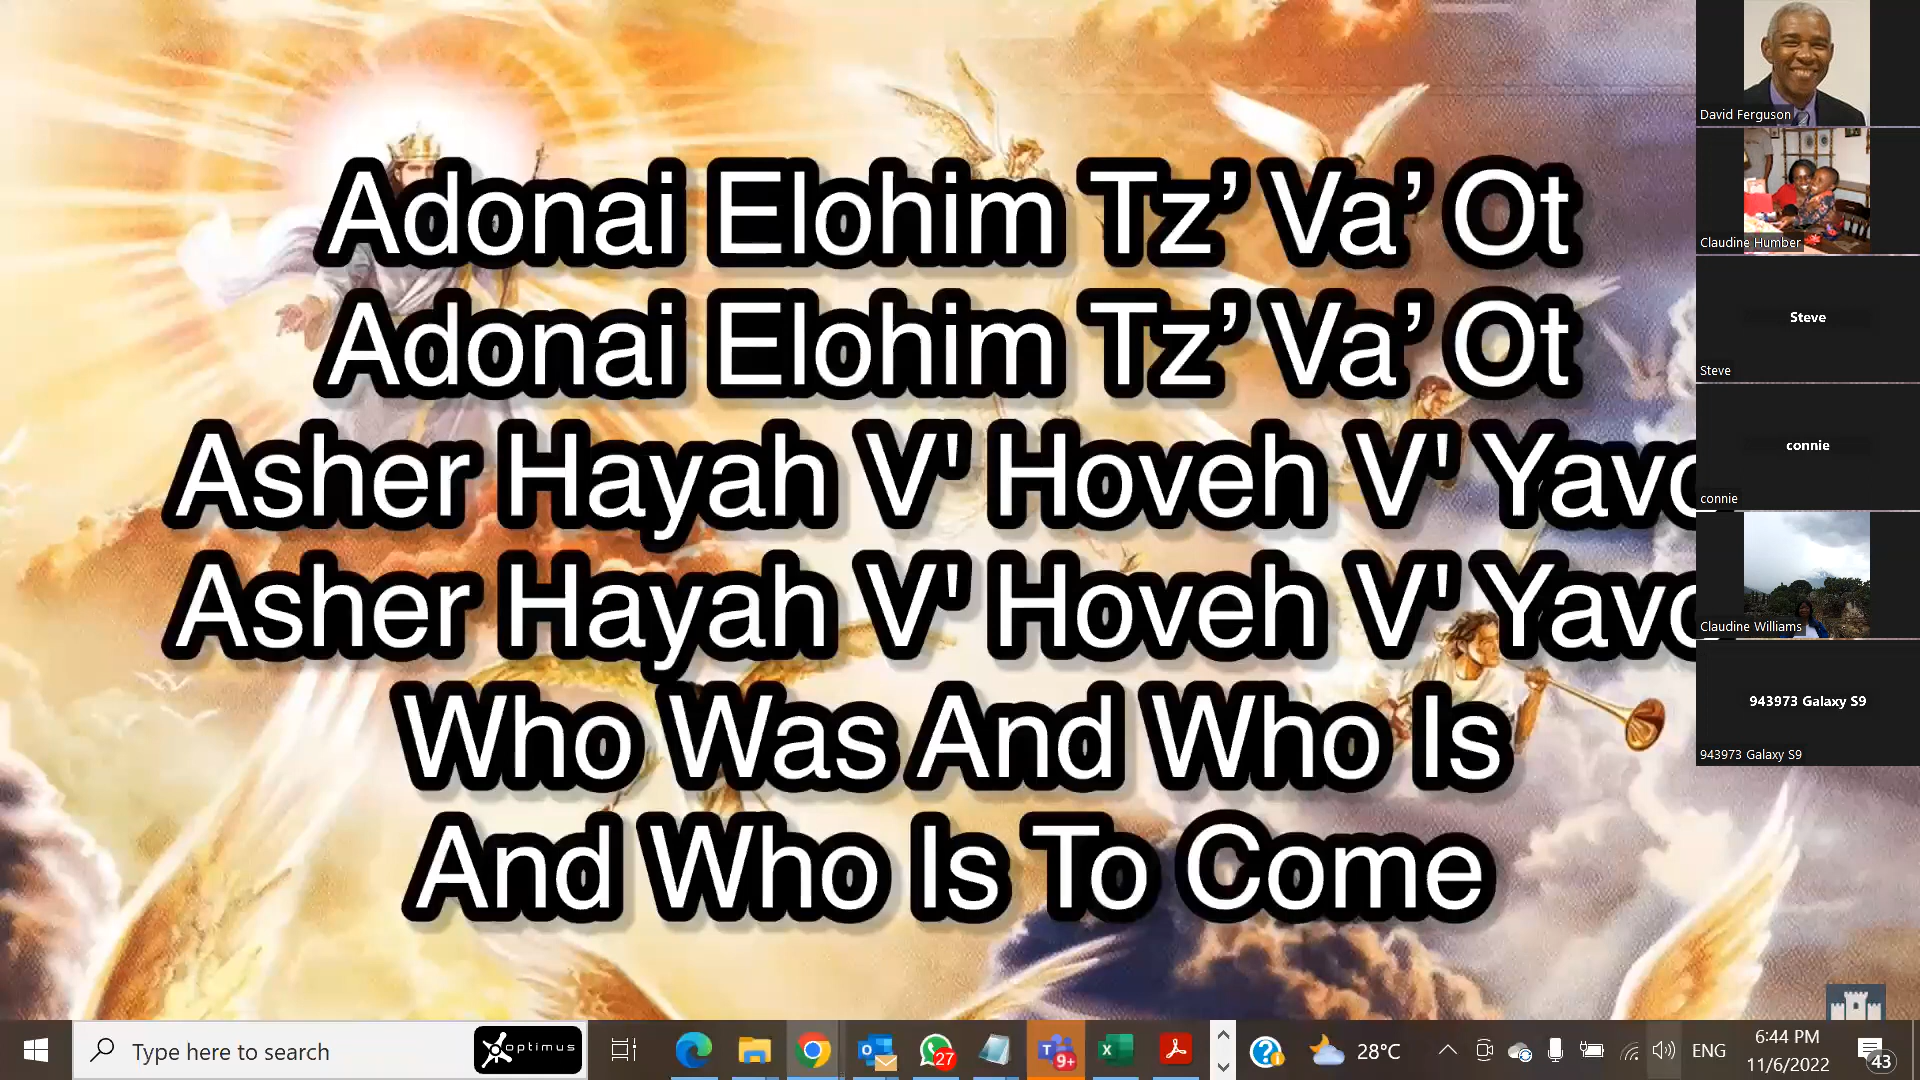 Adonai Elohim Tz’ Va’ Ot
Adonai Elohim Tz’ Va’ Ot
Asher Hayah V' Hoveh V'
Asher Hayah V' Hoveh V'
Who Was And Who Is
And Who Is To Come
David Ferguson
Claudine Humber
Steve
Steve
connie
connie
Claudine Williams
943973 Galaxy S9
943973 Galaxy S9
Type here to search
optimus
27
9+
28°C
ENG
6:44 PM
11/6/2022
43